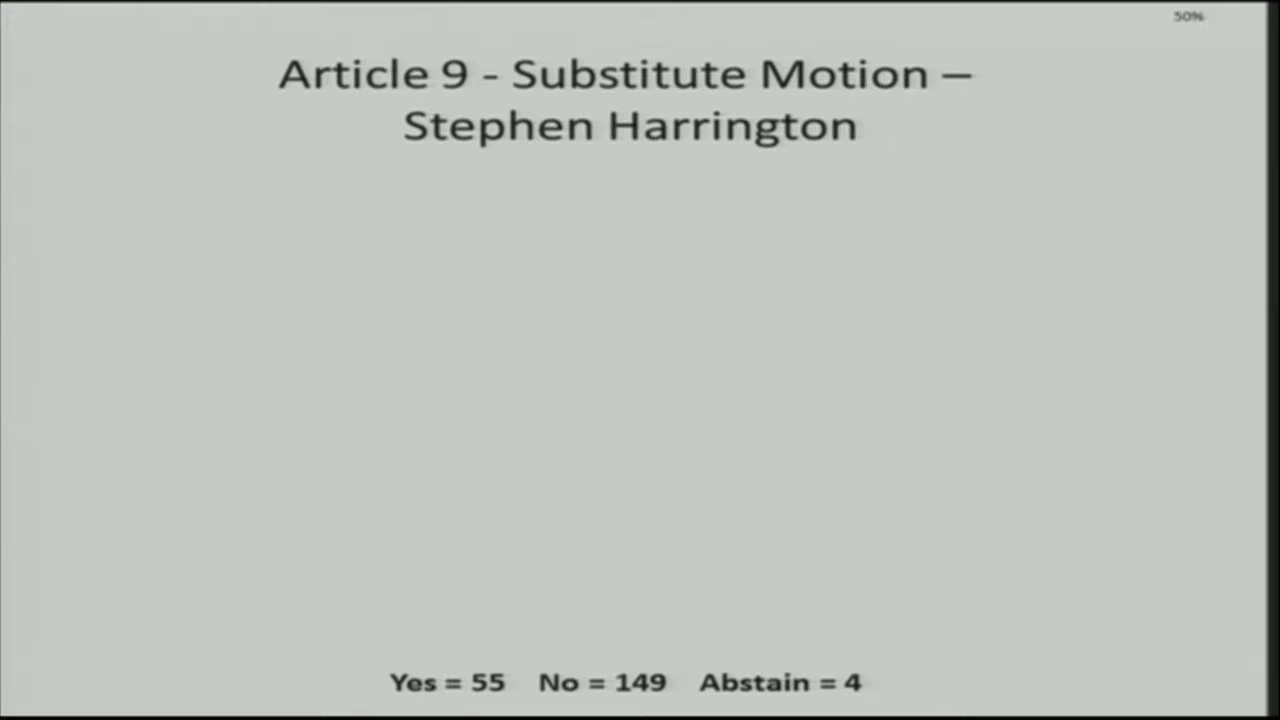 50%
Article 9 - Substitute Motion –
Stephen Harrington
Yes = 55 No = 149 Abstain = 4